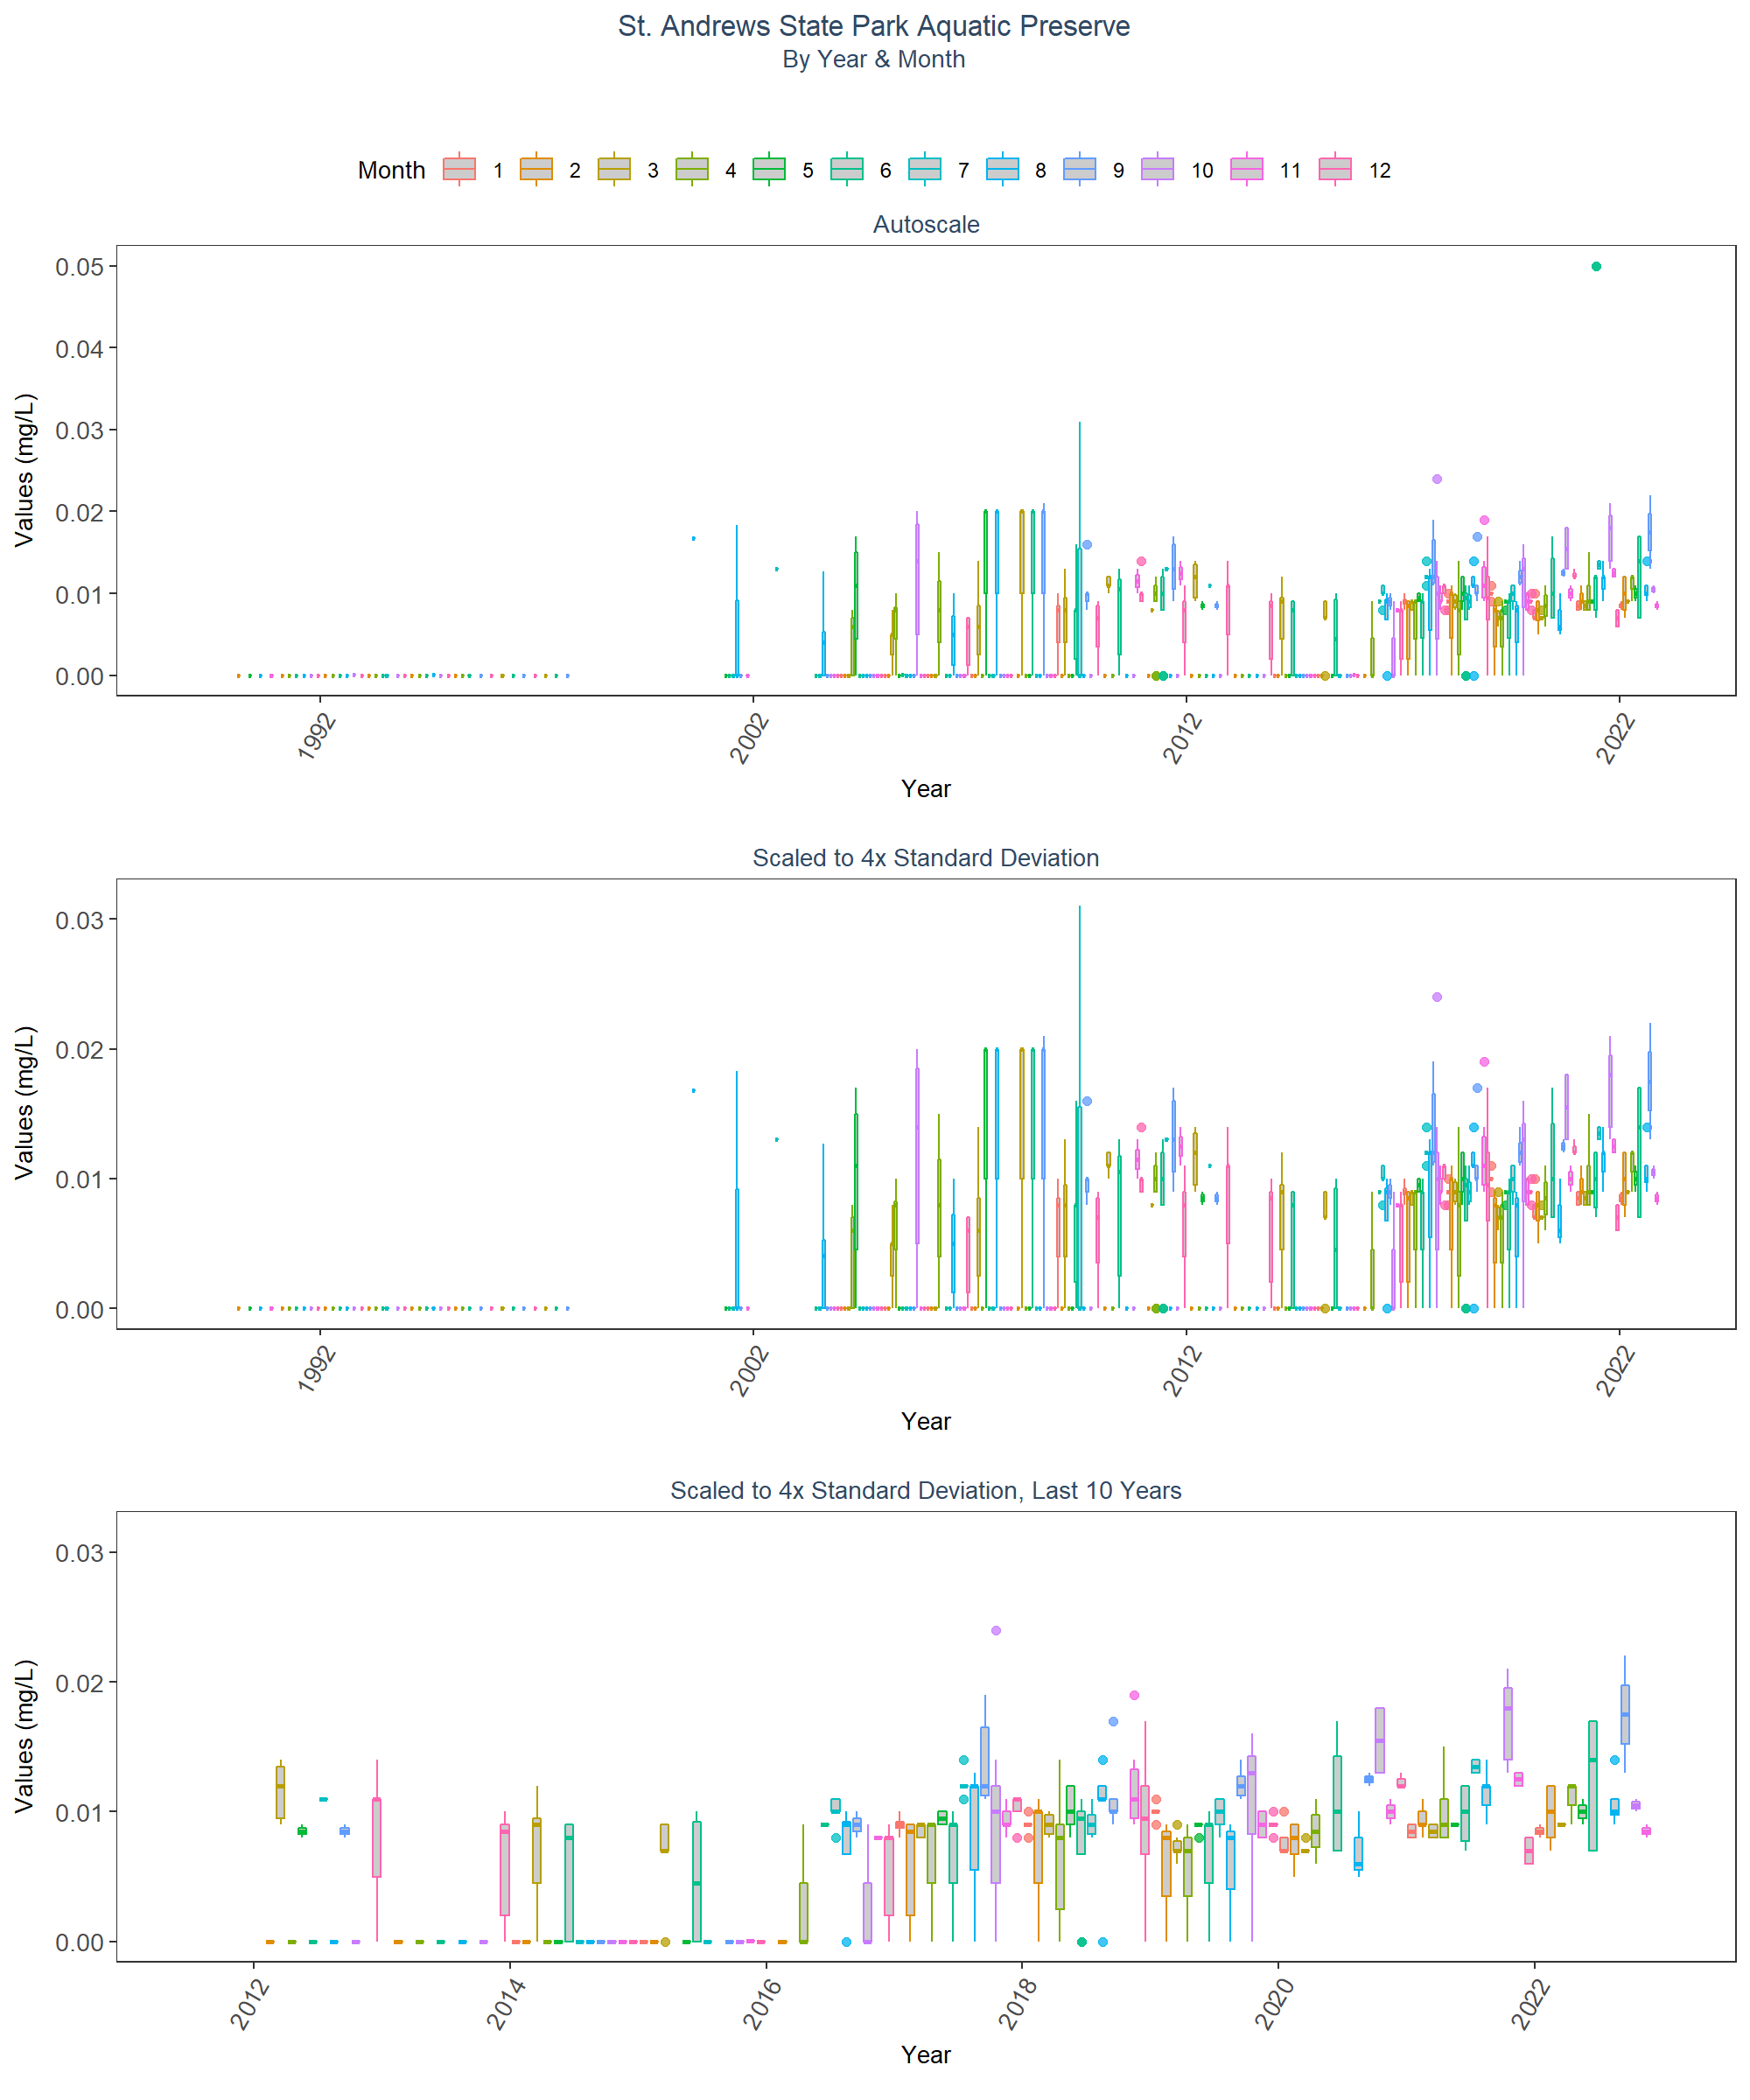 St. Andrews State Park Aquatic Preserve
By Year & Month
Month 1 2 3 4 5 6 7 8 9 10 11 12
Autoscale
Values (mg/L)
0.05
0.04
0.03
0.02
0.01
0.00
1992 2002 2012 2022
Year
Scaled to 4x Standard Deviation
Values (mg/L)
0.03
0.02
0.01
0.00
1992 2002 2012 2022
Year
Scaled to 4x Standard Deviation, Last 10 Years
Values (mg/L)
0.03
0.02
0.01
0.00
2012 2014 2016 2018 2020 2022
Year